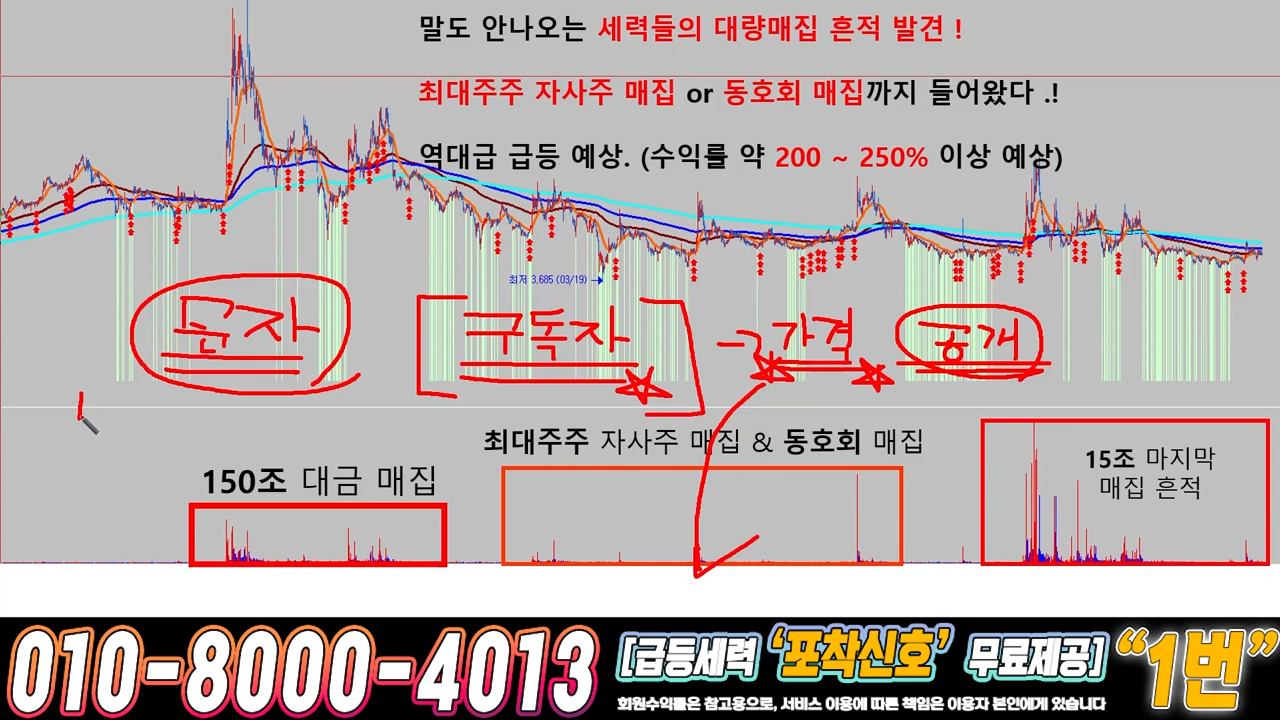 말도 안나오는 세력들의 대량매집 흔적 발견 !
최대주주 자사주 매집 or 동호회 매집까지 들어왔다 .!
역대급 급등 예상. (수익률 약 200 ~ 250% 이상 예상)
최저 3,685 (03/19)
문자 구독자 가격 공개
최대주주 자사주 매집 & 동호회 매집
150조 대금 매집
15조 마지막
매집 흔적
010-8000-4013
[급등세력 '포착신호' 무료제공] "1번"
회원수익률은 참고용으로, 서비스 이용에 따른 책임은 이용자 본인에게 있습니다